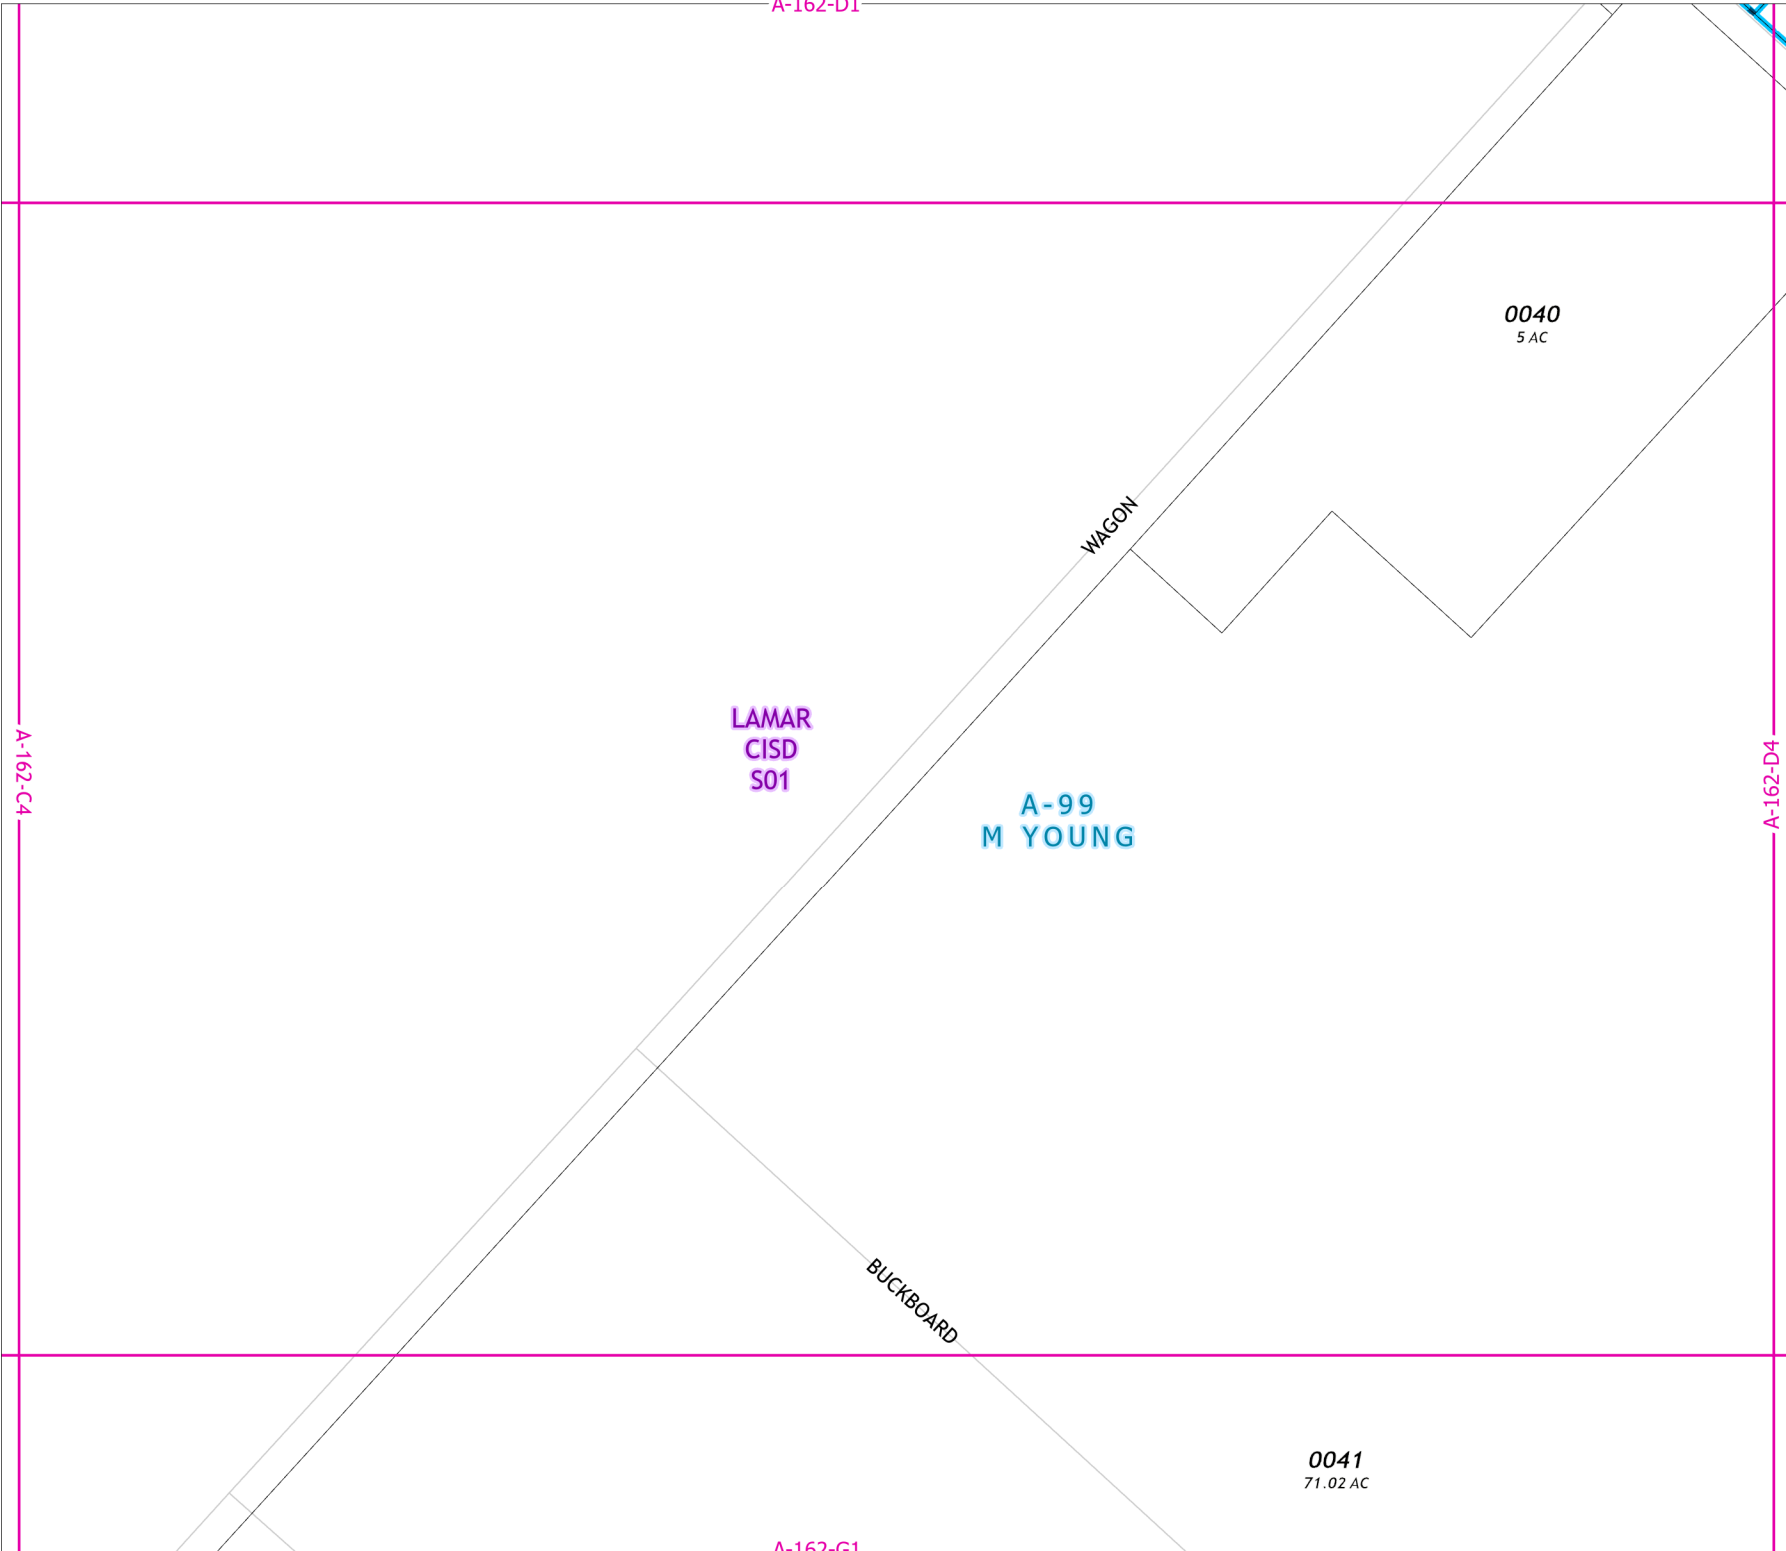 A-162-D1
0040
5 AC
WAGON
LAMAR
CISD
S01
A-162-C4
A-162-D4
A-99
M YOUNG
BUCKBOARD
0041
71.02 AC
A-162-G1